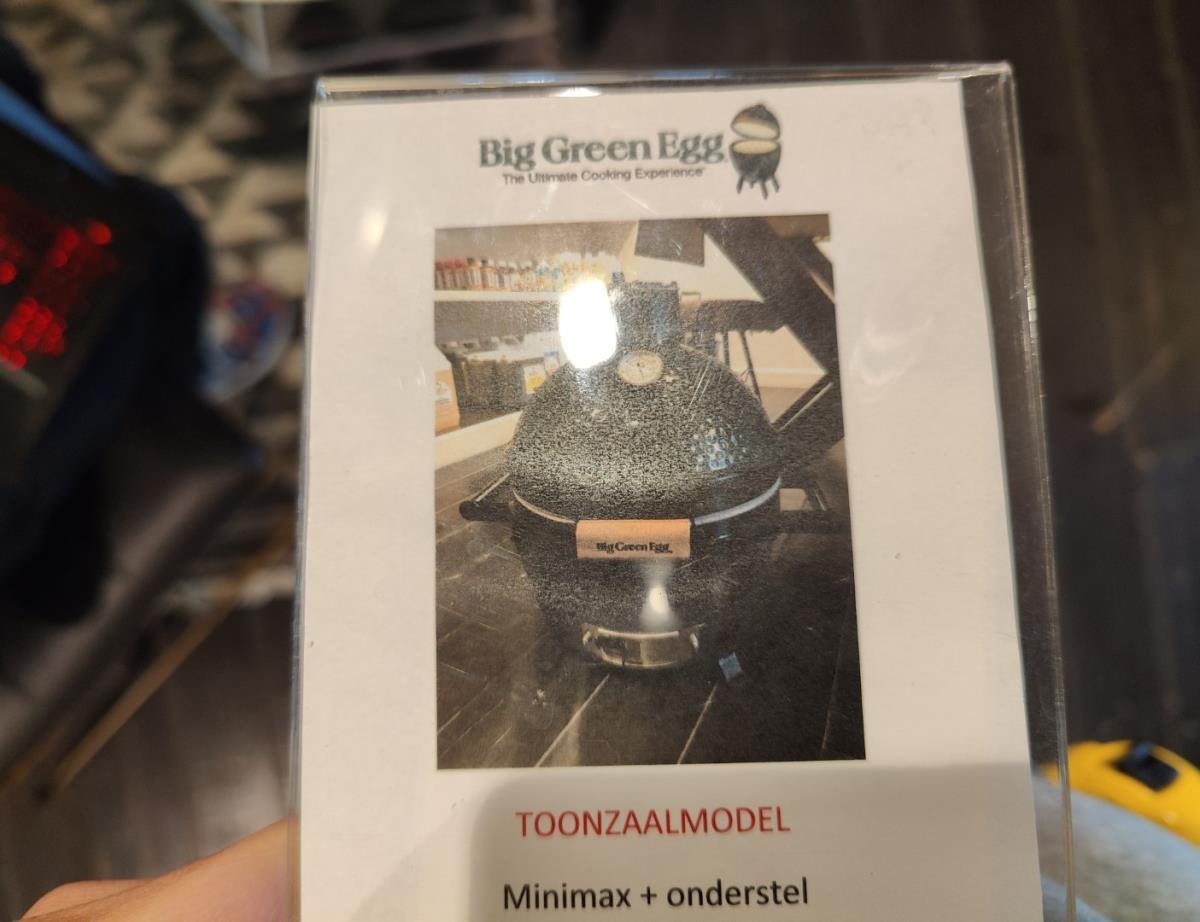 Big Green Egg
The Ultimate Cooking Experience
Big Green Egg
TOONZAALMODEL
Minimax + onderstel